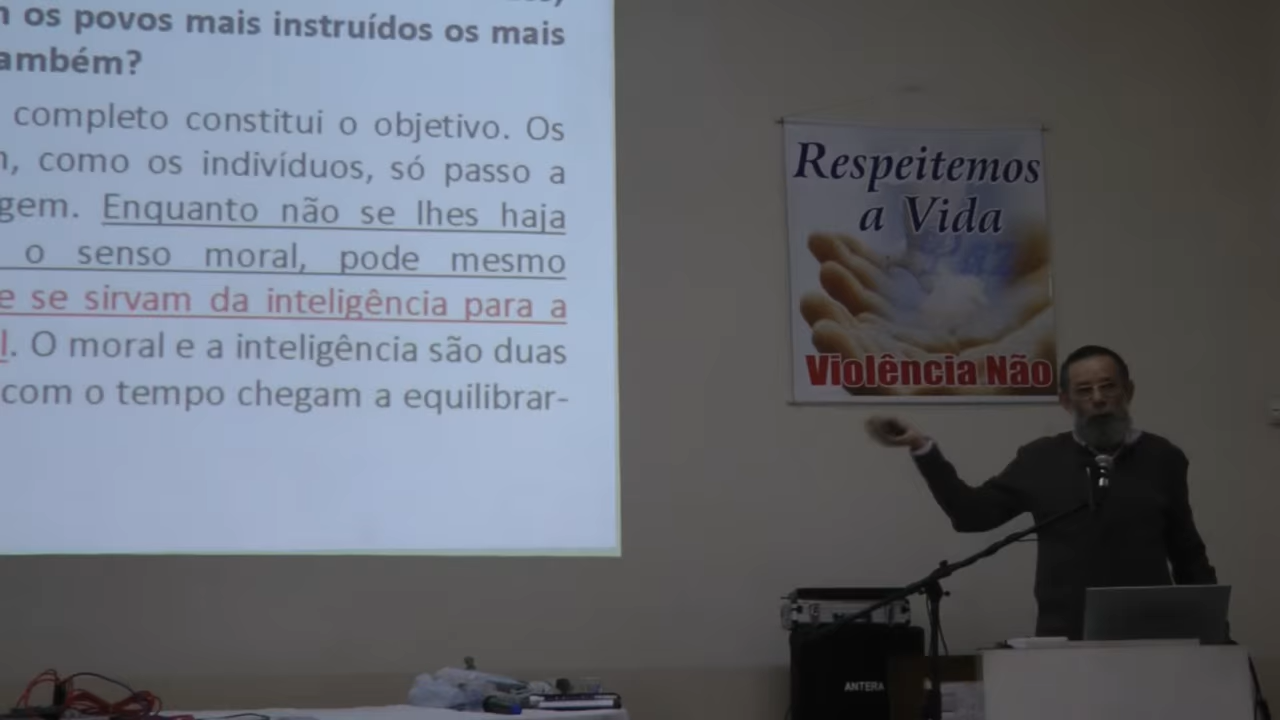 os povos mais instruídos os mais
também?
completo constitui o objetivo. Os
como os indivíduos, só passo a
gem. Enquanto não se lhes haja
o senso moral, pode mesmo
e se sirvam da inteligência para a
l. O moral e a inteligência são duas
com o tempo chegam a equilibrar-
Respeitemos
a Vida
Violência Não
ANTERA